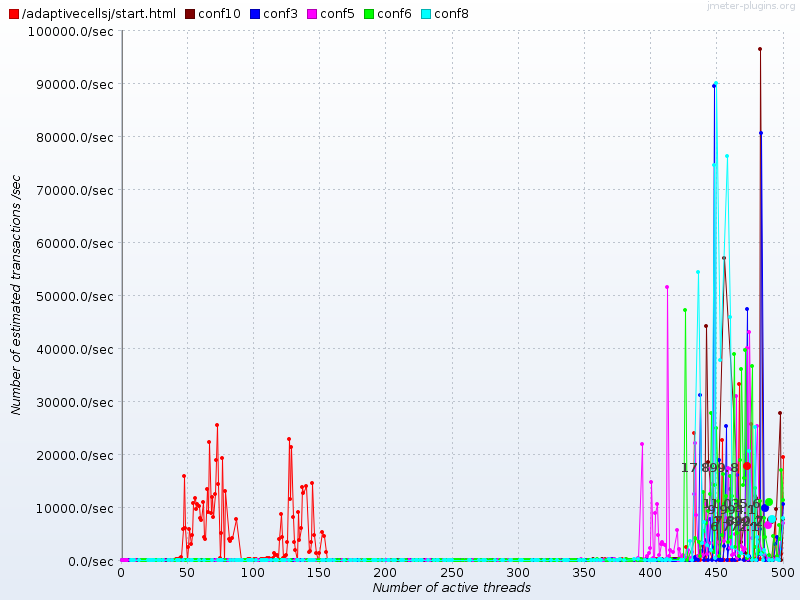 /adaptivecellsj/start.html conf10 conf3 conf5 conf6 conf8
jmeter-plugins.org
100000.0/sec
90000.0/sec
80000.0/sec
70000.0/sec
60000.0/sec
50000.0/sec
40000.0/sec
30000.0/sec
20000.0/sec
10000.0/sec
0.0/sec
Number of estimated transactions /sec
17 899.8
0 50 100 150 200 250 300 350 400 450 500
Number of active threads